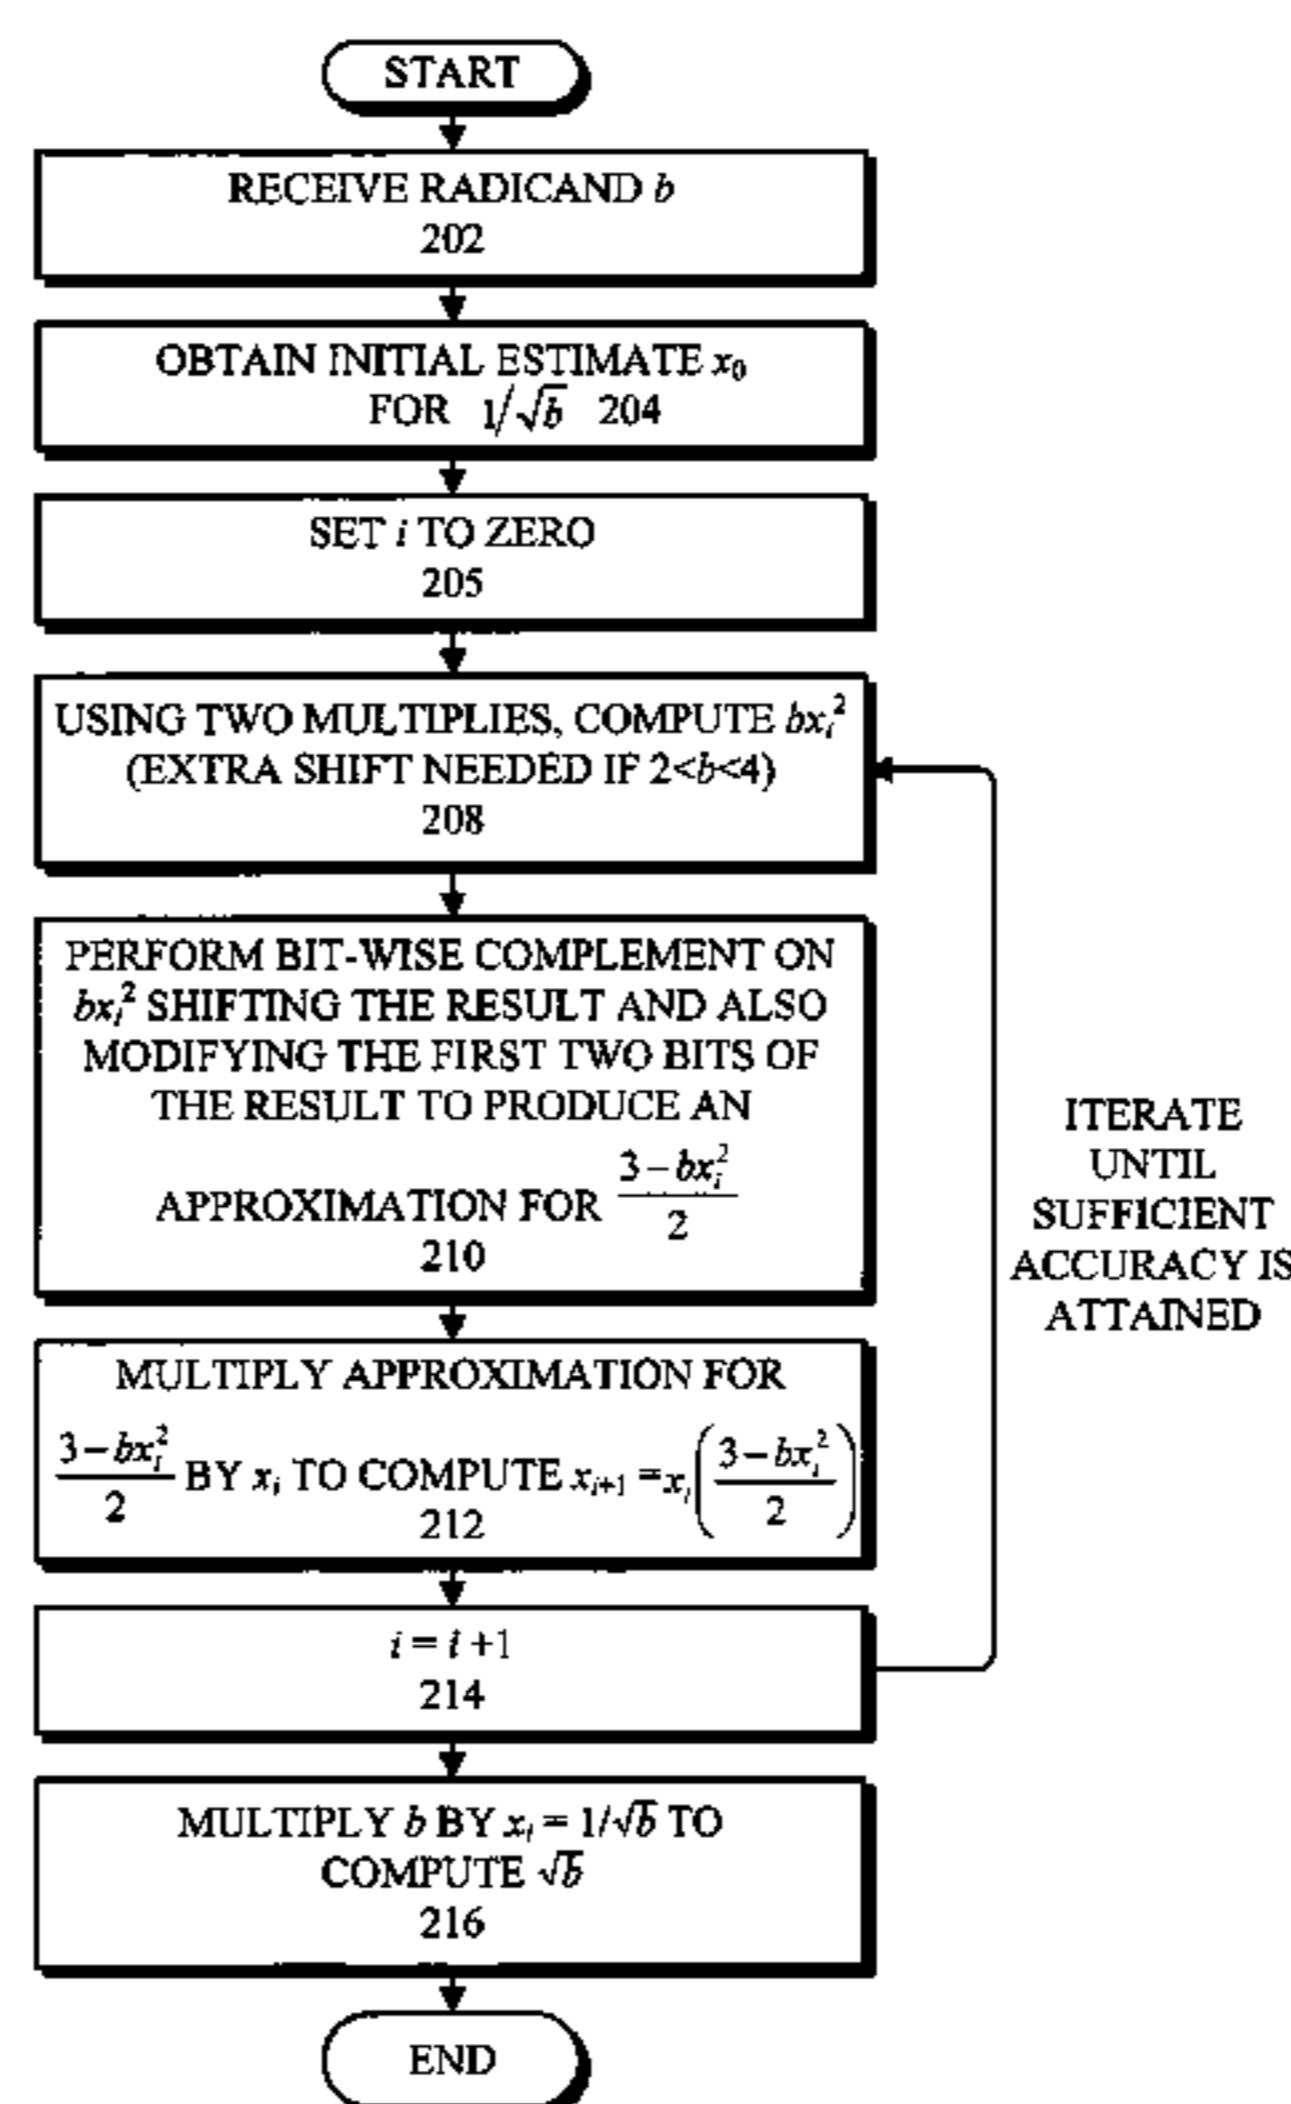 START
RECEIVE RADICAND b
202
OBTAIN INITIAL ESTIMATE x₀
FOR 1/√b 204
SET i TO ZERO
205
USING TWO MULTIPLIES, COMPUTE bxᵢ²
(EXTRA SHIFT NEEDED IF 2<b<4)
208
PERFORM BIT-WISE COMPLEMENT ON
bxᵢ² SHIFTING THE RESULT AND ALSO
MODIFYING THE FIRST TWO BITS OF
THE RESULT TO PRODUCE AN
APPROXIMATION FOR (3 – bxᵢ²)/2
210
MULTIPLY APPROXIMATION FOR
(3 – bxᵢ²)/2 BY xᵢ TO COMPUTE xᵢ₊₁ = xᵢ((3 – bxᵢ²)/2)
212
i = i +1
214
ITERATE
UNTIL
SUFFICIENT
ACCURACY IS
ATTAINED
MULTIPLY b BY xᵢ = 1/√b TO
COMPUTE √b
216
END